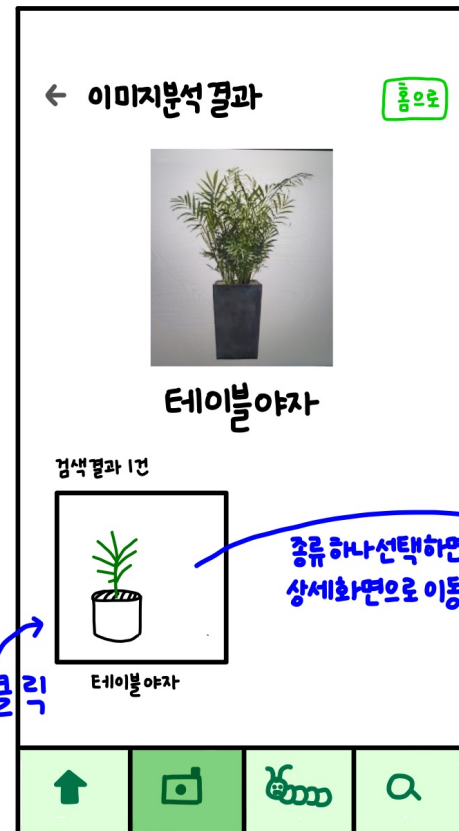 ← 이미지분석 결과
홈으로
테이블야자
검색결과 1건
종류 하나 선택하면
상세화면으로 이동
테이블야자
릭